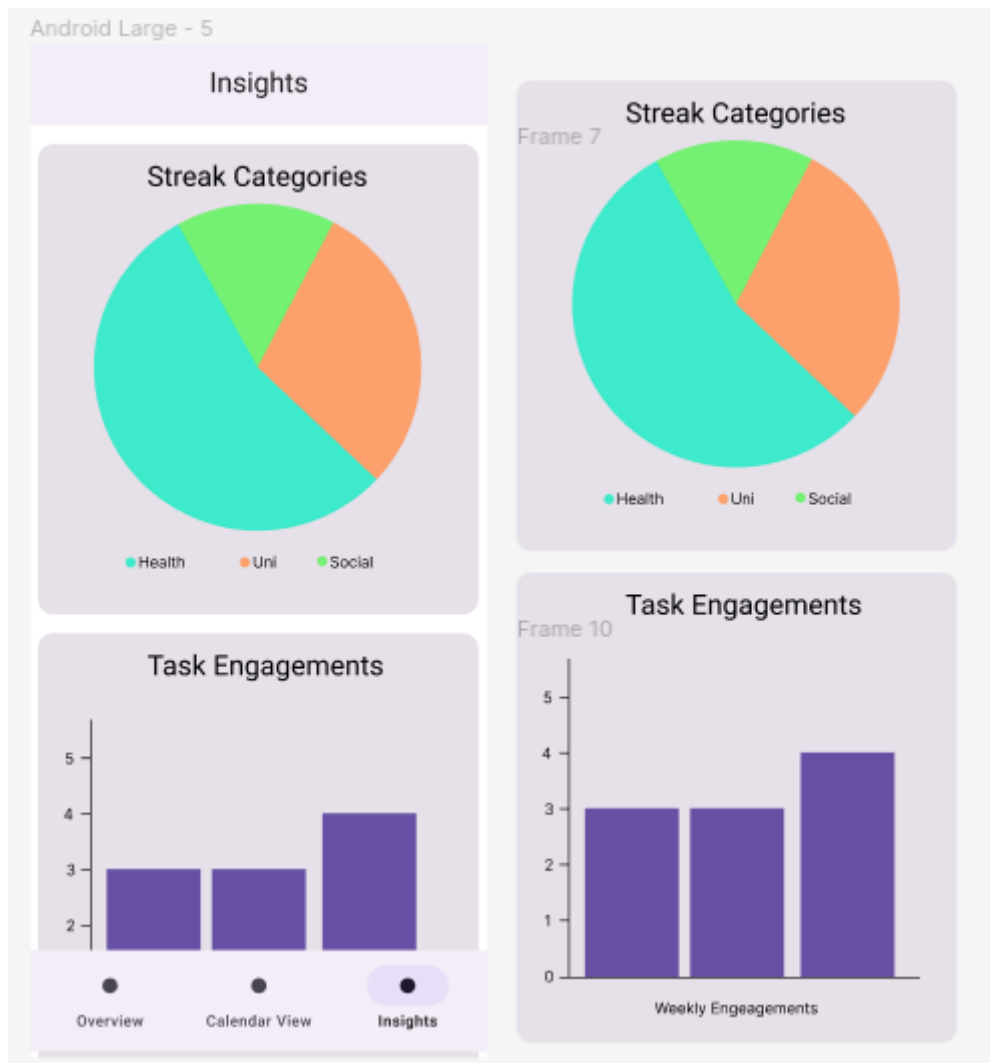 Android Large - 5
Insights
Streak Categories
Health Uni Social
Task Engagements
5
4
3
2
Overview Calendar View Insights
Streak Categories
Frame 7
Health Uni Social
Task Engagements
Frame 10
5
4
3
2
1
0
Weekly Engeagements